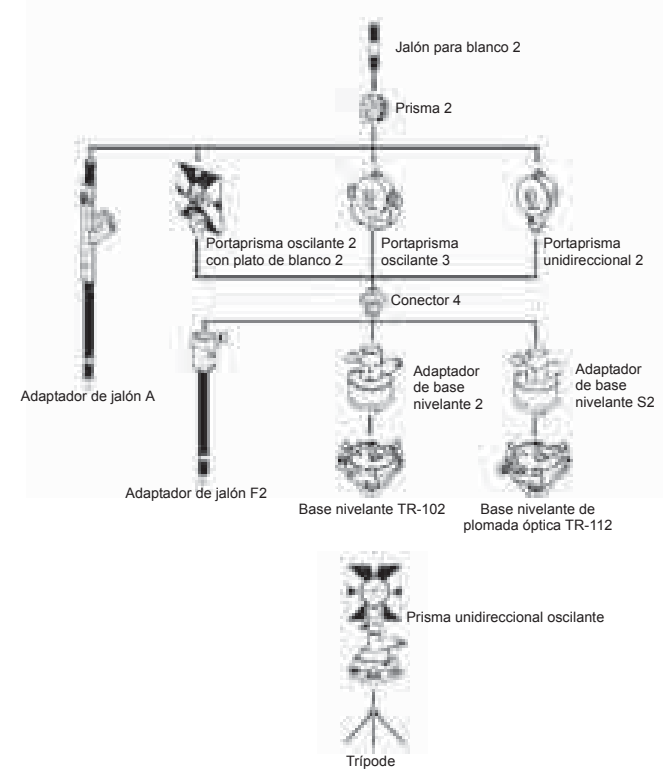 Jalón para blanco 2
Prisma 2
Portaprisma oscilante 2
con plato de blanco 2
Portaprisma
oscilante 3
Portaprisma
unidireccional 2
Conector 4
Adaptador
de base
nivelante 2
Adaptador
de base
nivelante S2
Adaptador de jalón A
Adaptador de jalón F2
Base nivelante TR-102
Base nivelante de
plomada óptica TR-112
Prisma unidireccional oscilante
Trípode